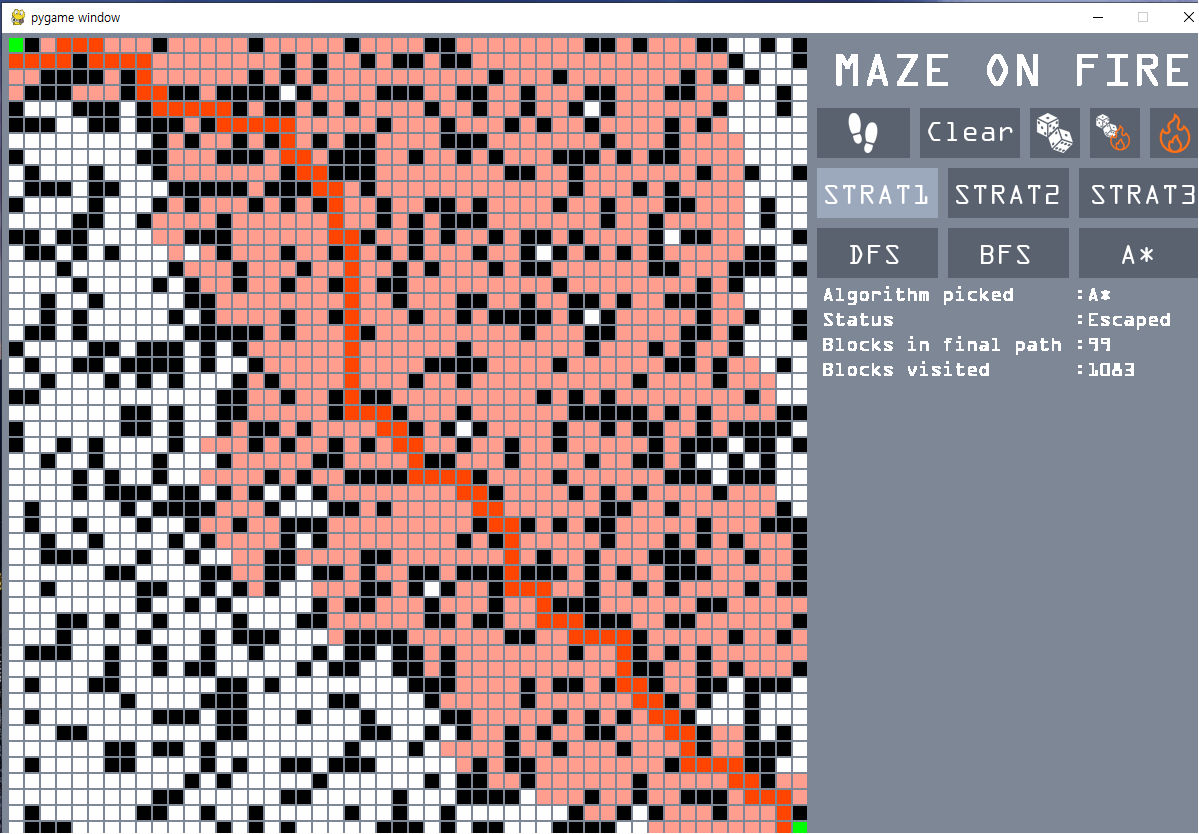 pygame window
MAZE ON FIRE
Clear
STRAT1 STRAT2 STRAT3
DFS BFS A*
Algorithm picked :A*
Status :Escaped
Blocks in final path :99
Blocks visited :1083